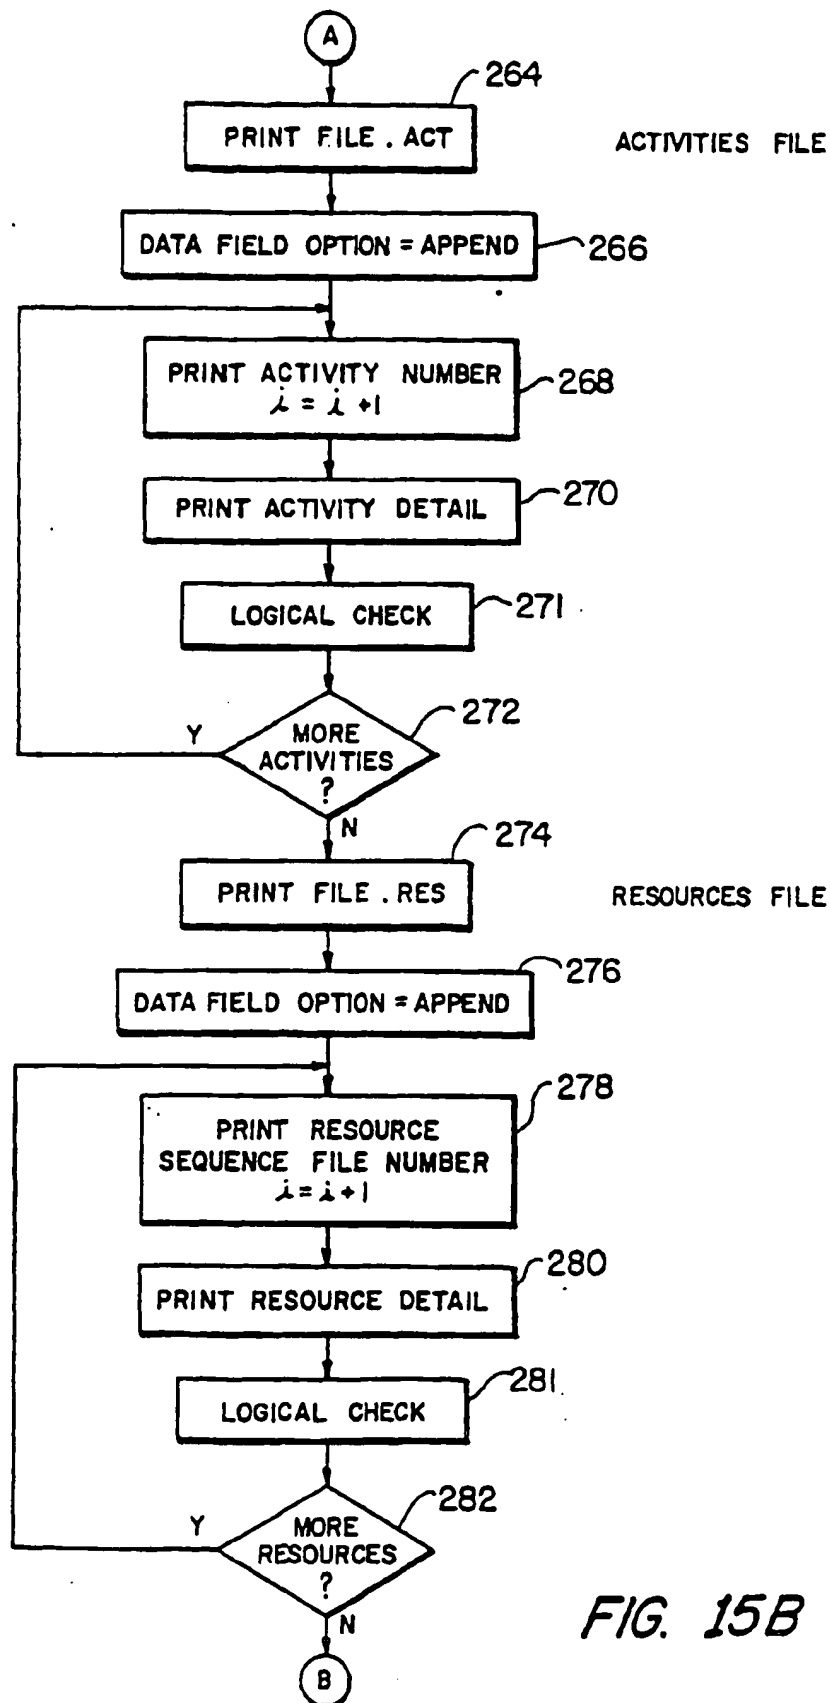 A
264
PRINT FILE . ACT
ACTIVITIES FILE
DATA FIELD OPTION = APPEND
266
PRINT ACTIVITY NUMBER
i = i +1
268
270
PRINT ACTIVITY DETAIL
271
LOGICAL CHECK
272
Y
MORE
ACTIVITIES
?
N
274
PRINT FILE . RES
RESOURCES FILE
276
DATA FIELD OPTION = APPEND
278
PRINT RESOURCE
SEQUENCE FILE NUMBER
i = i + 1
280
PRINT RESOURCE DETAIL
281
LOGICAL CHECK
282
Y
MORE
RESOURCES
?
N
FIG. 15B
B